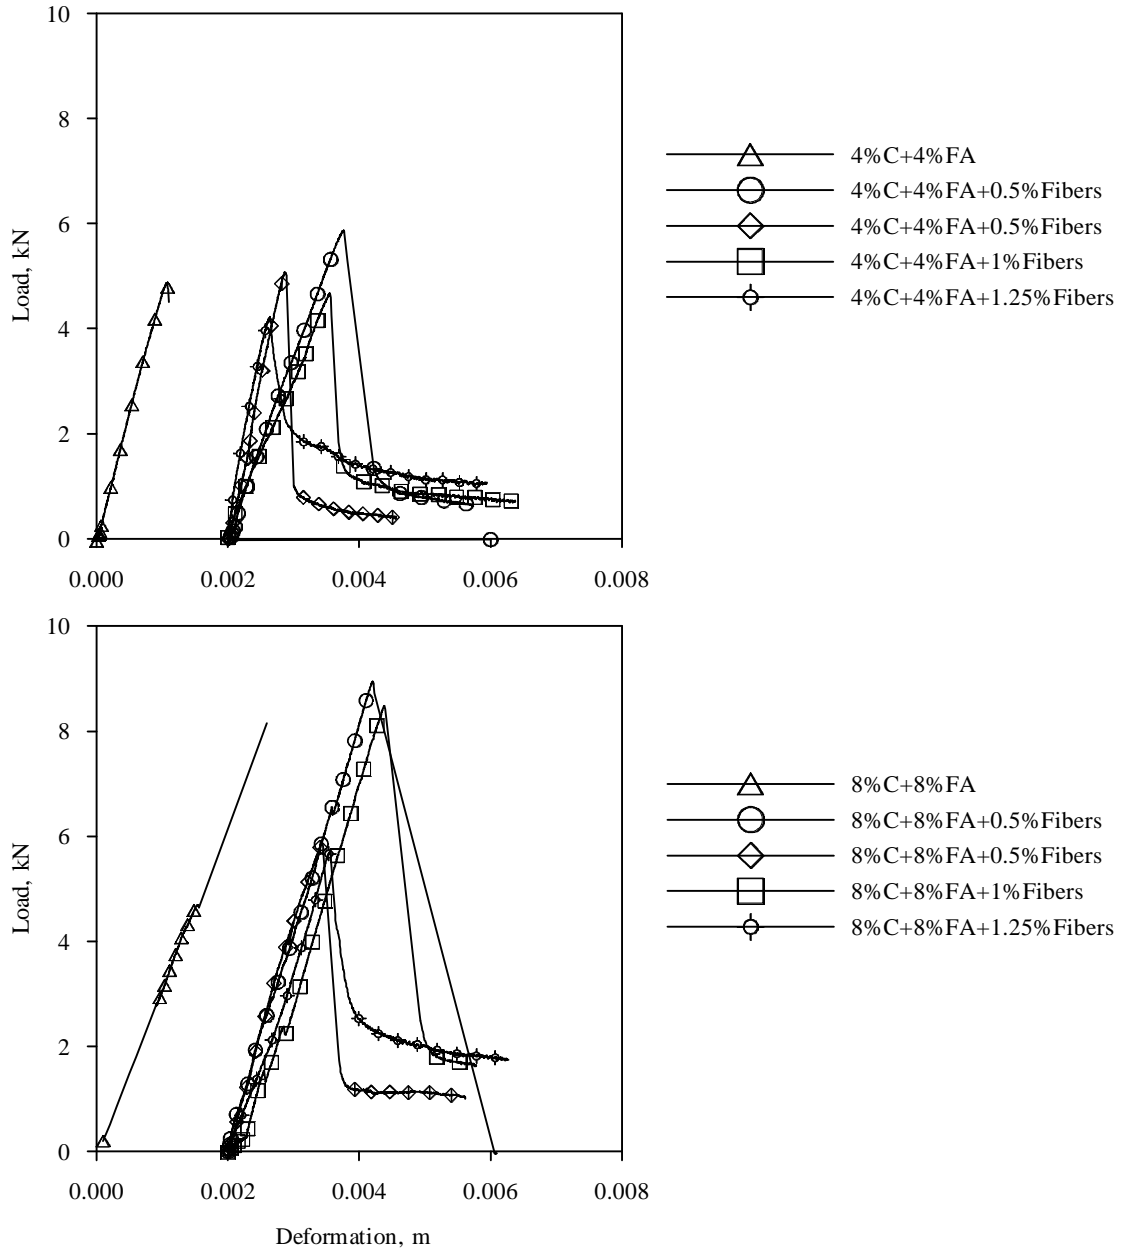 10
8
6
4
2
0
Load, kN
0.000 0.002 0.004 0.006 0.008
4%C+4%FA
4%C+4%FA+0.5%Fibers
4%C+4%FA+0.5%Fibers
4%C+4%FA+1%Fibers
4%C+4%FA+1.25%Fibers
10
8
6
4
2
0
Load, kN
0.000 0.002 0.004 0.006 0.008
Deformation, m
8%C+8%FA
8%C+8%FA+0.5%Fibers
8%C+8%FA+0.5%Fibers
8%C+8%FA+1%Fibers
8%C+8%FA+1.25%Fibers